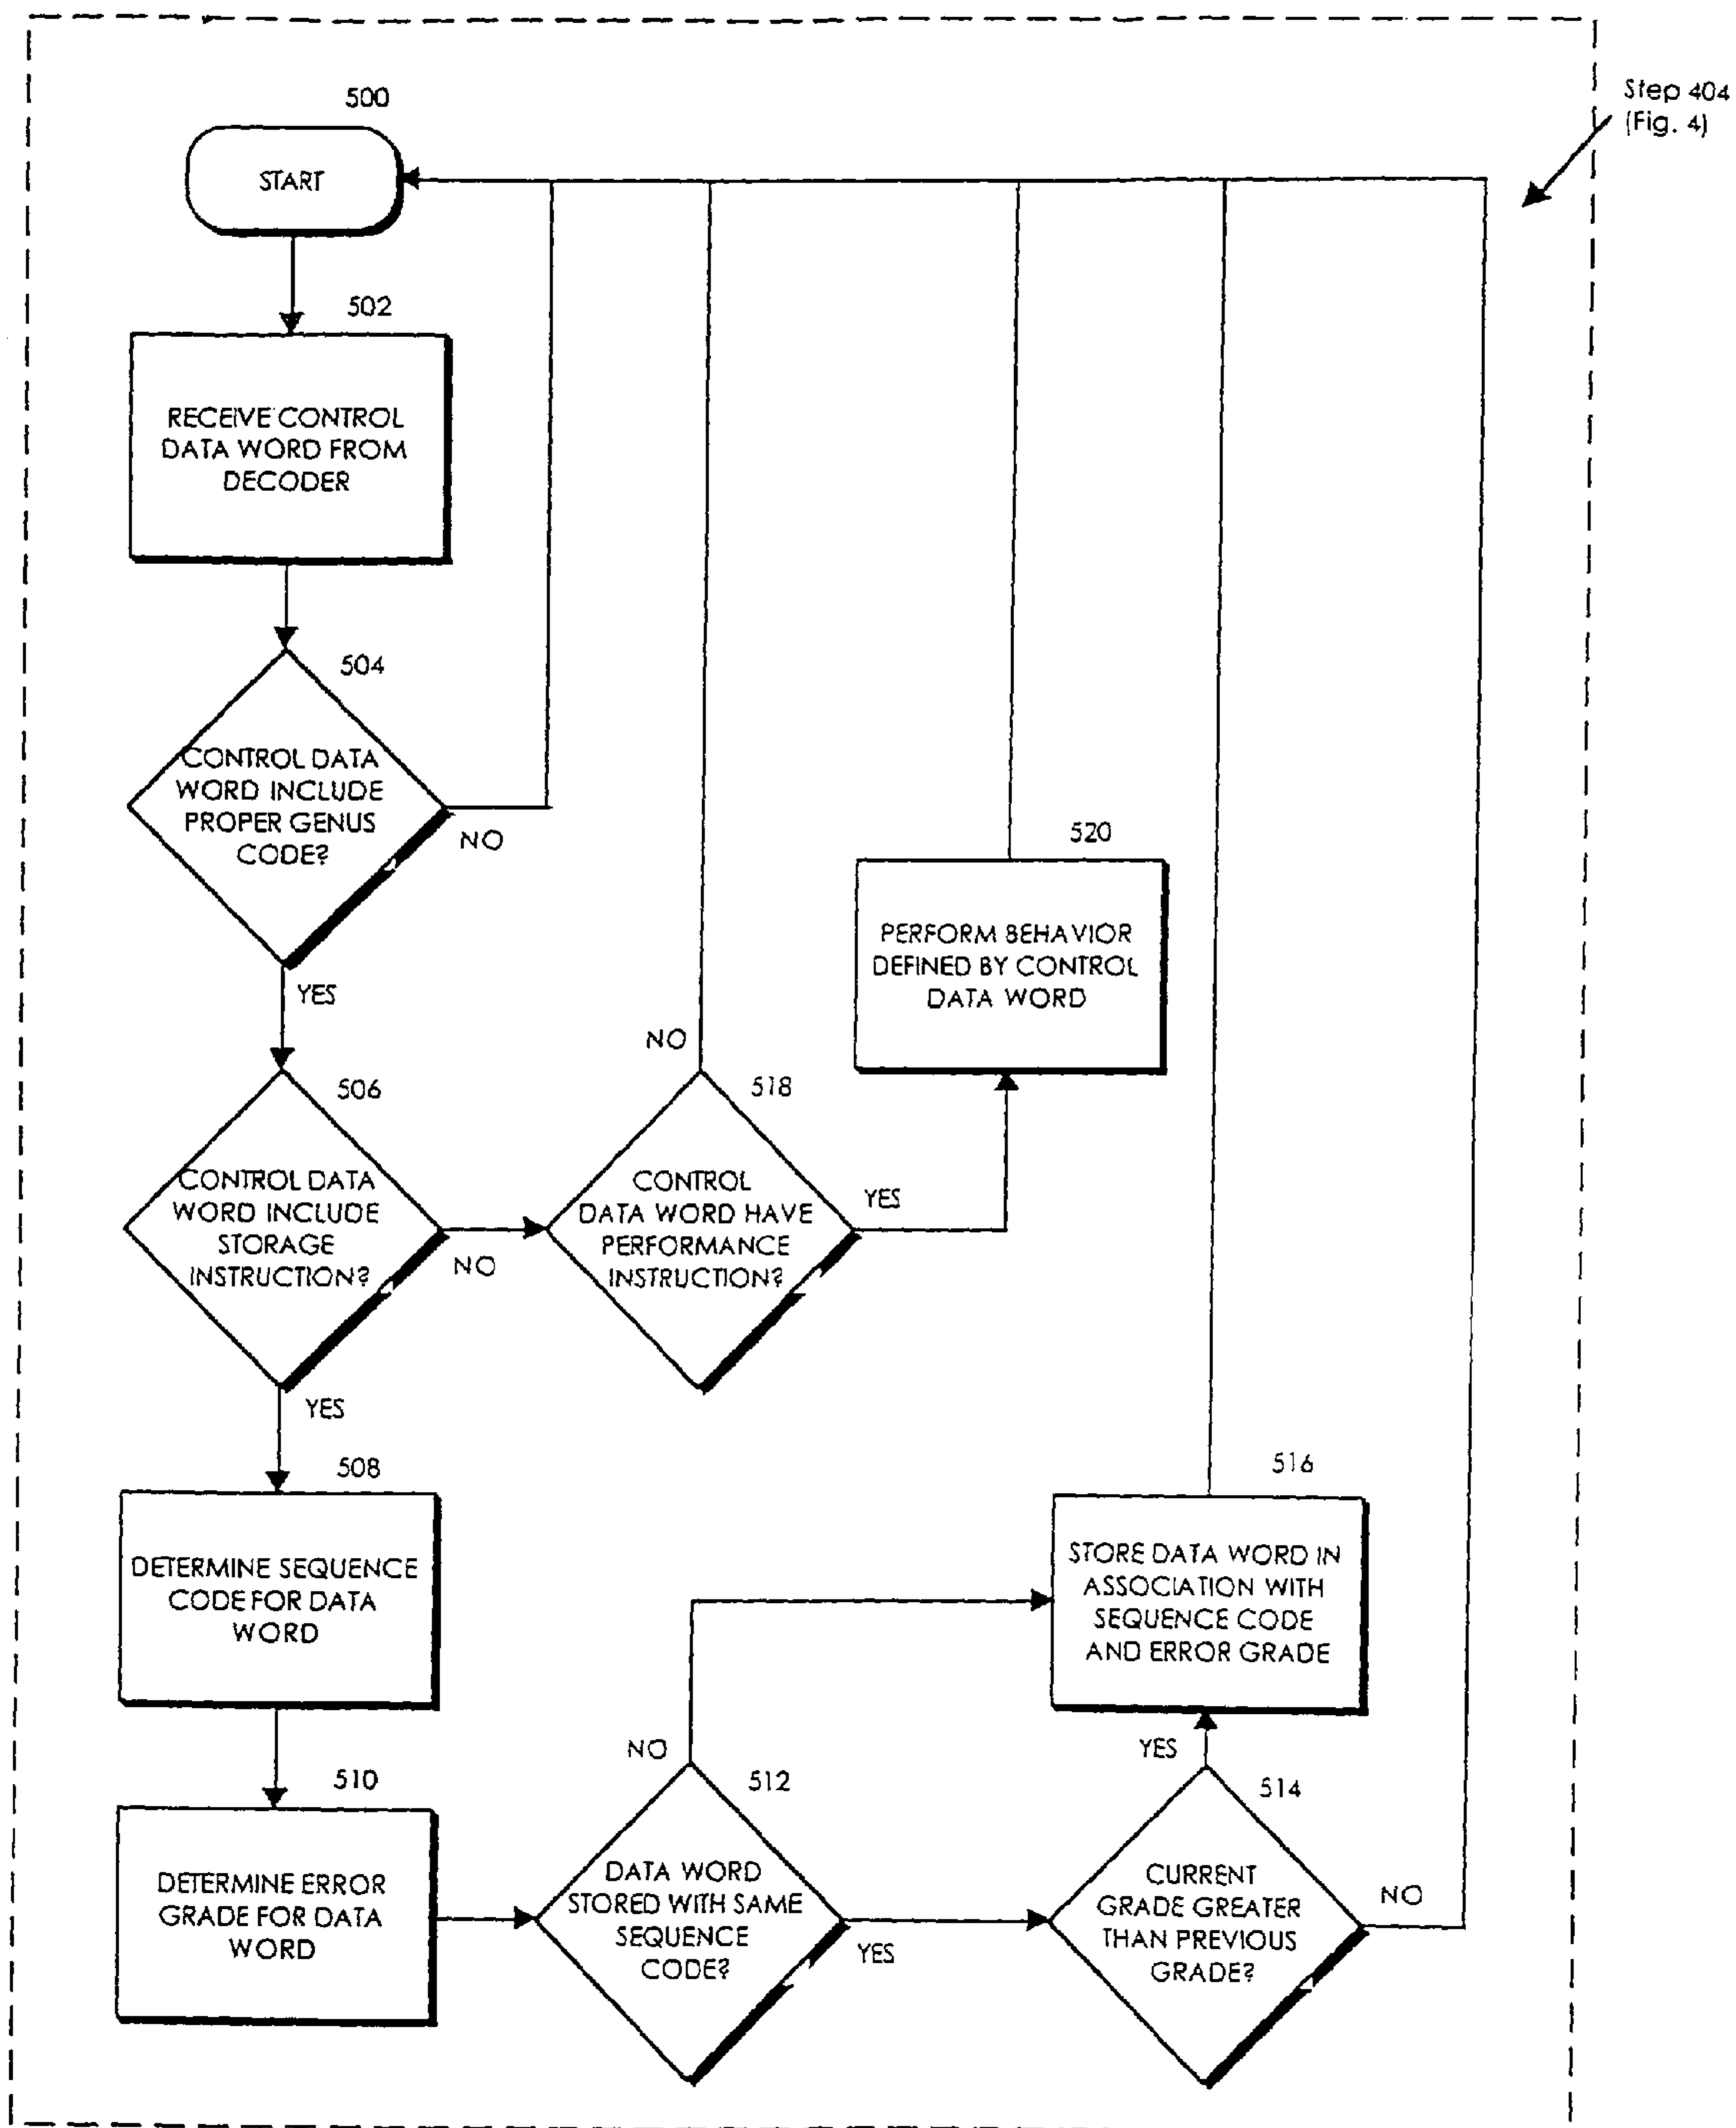 Step 404
(Fig. 4)
500
START
502
RECEIVE CONTROL
DATA WORD FROM
DECODER
504
CONTROL DATA
WORD INCLUDE
PROPER GENUS
CODE?
NO
YES
520
PERFORM BEHAVIOR
DEFINED BY CONTROL
DATA WORD
506
CONTROL DATA
WORD INCLUDE
STORAGE
INSTRUCTION?
NO
YES
NO
518
CONTROL
DATA WORD HAVE
PERFORMANCE
INSTRUCTION?
YES
508
DETERMINE SEQUENCE
CODE FOR DATA
WORD
516
STORE DATA WORD IN
ASSOCIATION WITH
SEQUENCE CODE
AND ERROR GRADE
510
DETERMINE ERROR
GRADE FOR DATA
WORD
NO
512
DATA WORD
STORED WITH SAME
SEQUENCE
CODE?
YES
YES
514
CURRENT
GRADE GREATER
THAN PREVIOUS
GRADE?
NO